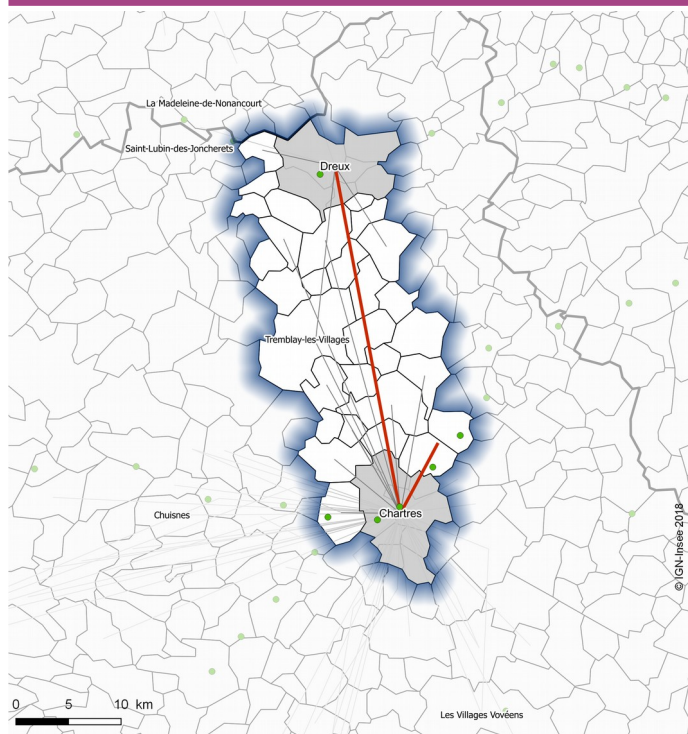 La Madeleine-de-Nonancourt
Saint-Lubin-des-Joncherets
Dreux
Tremblay-les-Villages
Chartres
Chuisnes
© IGN-Insee 2018
0 5 10 km
Les Villages Vovéens